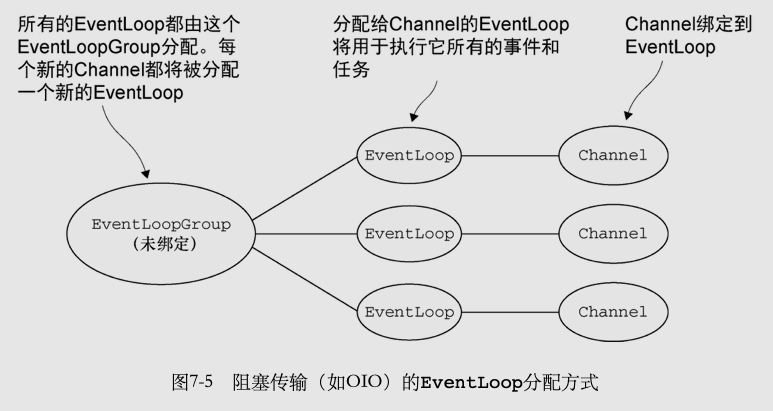 所有的EventLoop都由这个
EventLoopGroup分配。每
个新的Channel都将被分配
一个新的EventLoop
分配给Channel的EventLoop
将用于执行它所有的事件和
任务
Channel绑定到
EventLoop
EventLoopGroup
（未绑定）
EventLoop
Channel
EventLoop
Channel
EventLoop
Channel
图7-5 阻塞传输（如OIO）的EventLoop分配方式